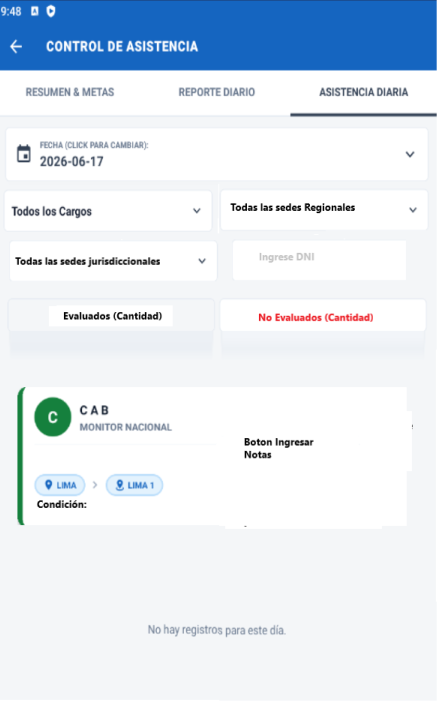 9:48
CONTROL DE ASISTENCIA
RESUMEN & METAS
REPORTE DIARIO
ASISTENCIA DIARIA
FECHA (CLICK PARA CAMBIAR):
2026-06-17
Todos los Cargos
Todas las sedes Regionales
Todas las sedes jurisdiccionales
Ingrese DNI
Evaluados (Cantidad)
No Evaluados (Cantidad)
C
C A B
MONITOR NACIONAL
Boton Ingresar
Notas
LIMA > LIMA 1
Condición:
No hay registros para este día.